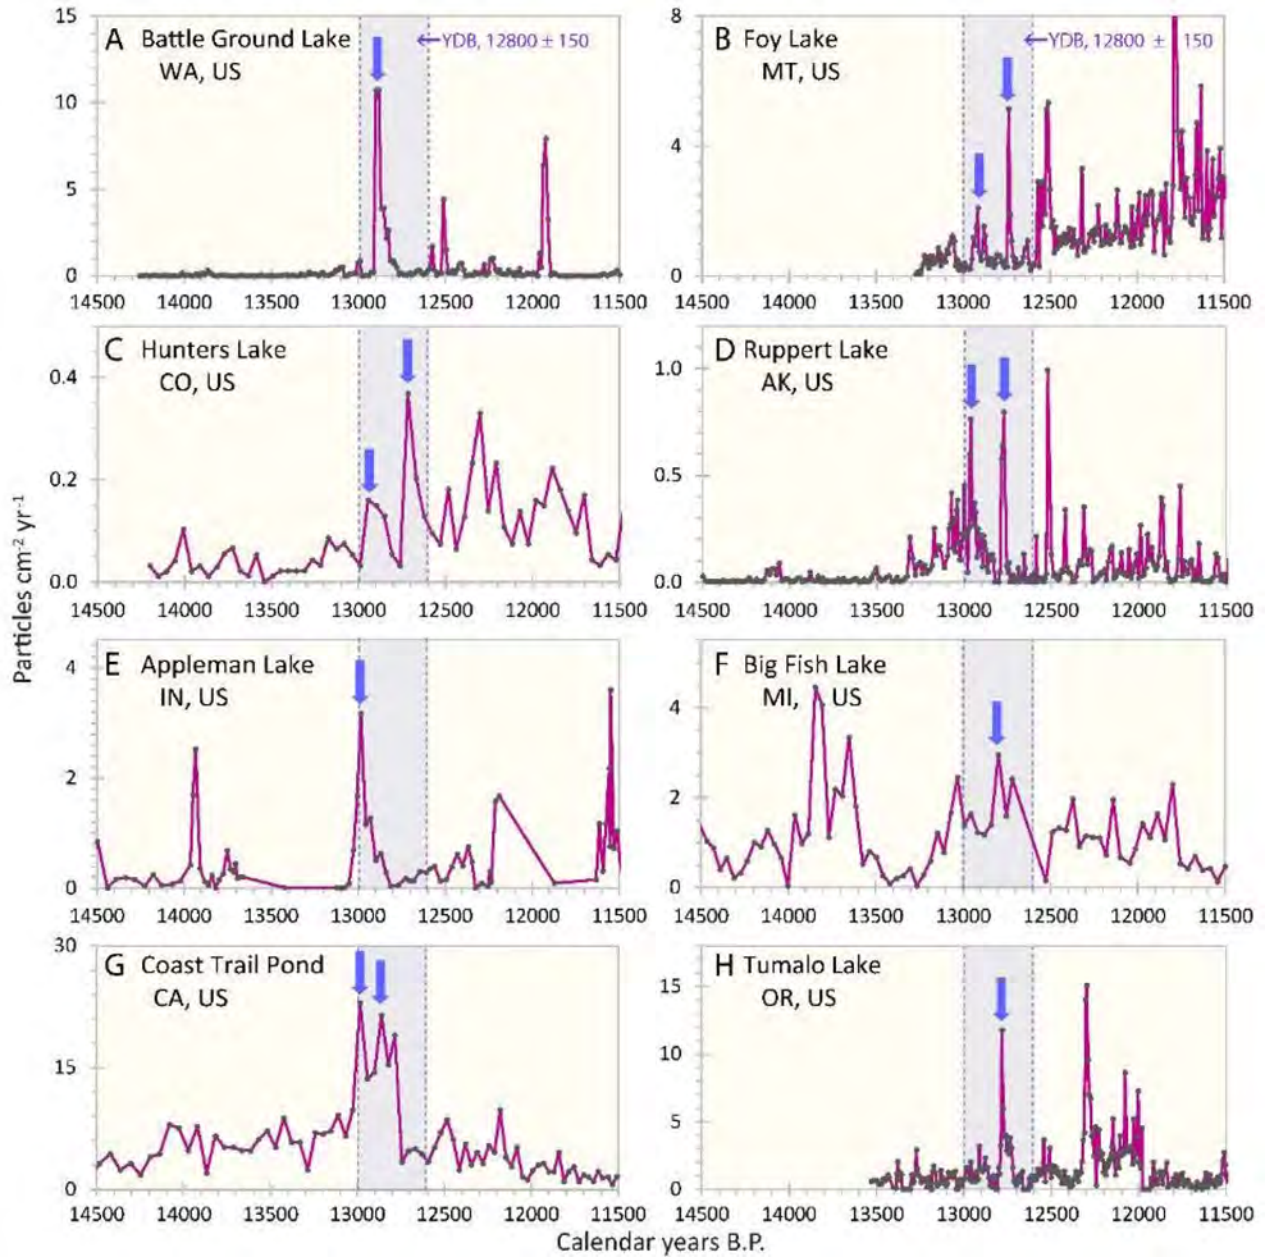 15
A Battle Ground Lake
WA, US
←YDB, 12800 ± 150
10
5
0
14500 14000 13500 13000 12500 12000 11500
8
B Foy Lake
MT, US
←YDB, 12800 ± 150
4
0
14500 14000 13500 13000 12500 12000 11500
C Hunters Lake
CO, US
0.4
0.2
0.0
14500 14000 13500 13000 12500 12000 11500
D Ruppert Lake
AK, US
1.0
0.5
0.0
14500 14000 13500 13000 12500 12000 11500
Particles cm⁻² yr⁻¹
E Appleman Lake
IN, US
4
2
0
14500 14000 13500 13000 12500 12000 11500
F Big Fish Lake
MI, US
4
2
0
14500 14000 13500 13000 12500 12000 11500
30
G Coast Trail Pond
CA, US
15
0
14500 14000 13500 13000 12500 12000 11500
H Tumalo Lake
OR, US
15
10
5
0
14500 14000 13500 13000 12500 12000 11500
Calendar years B.P.